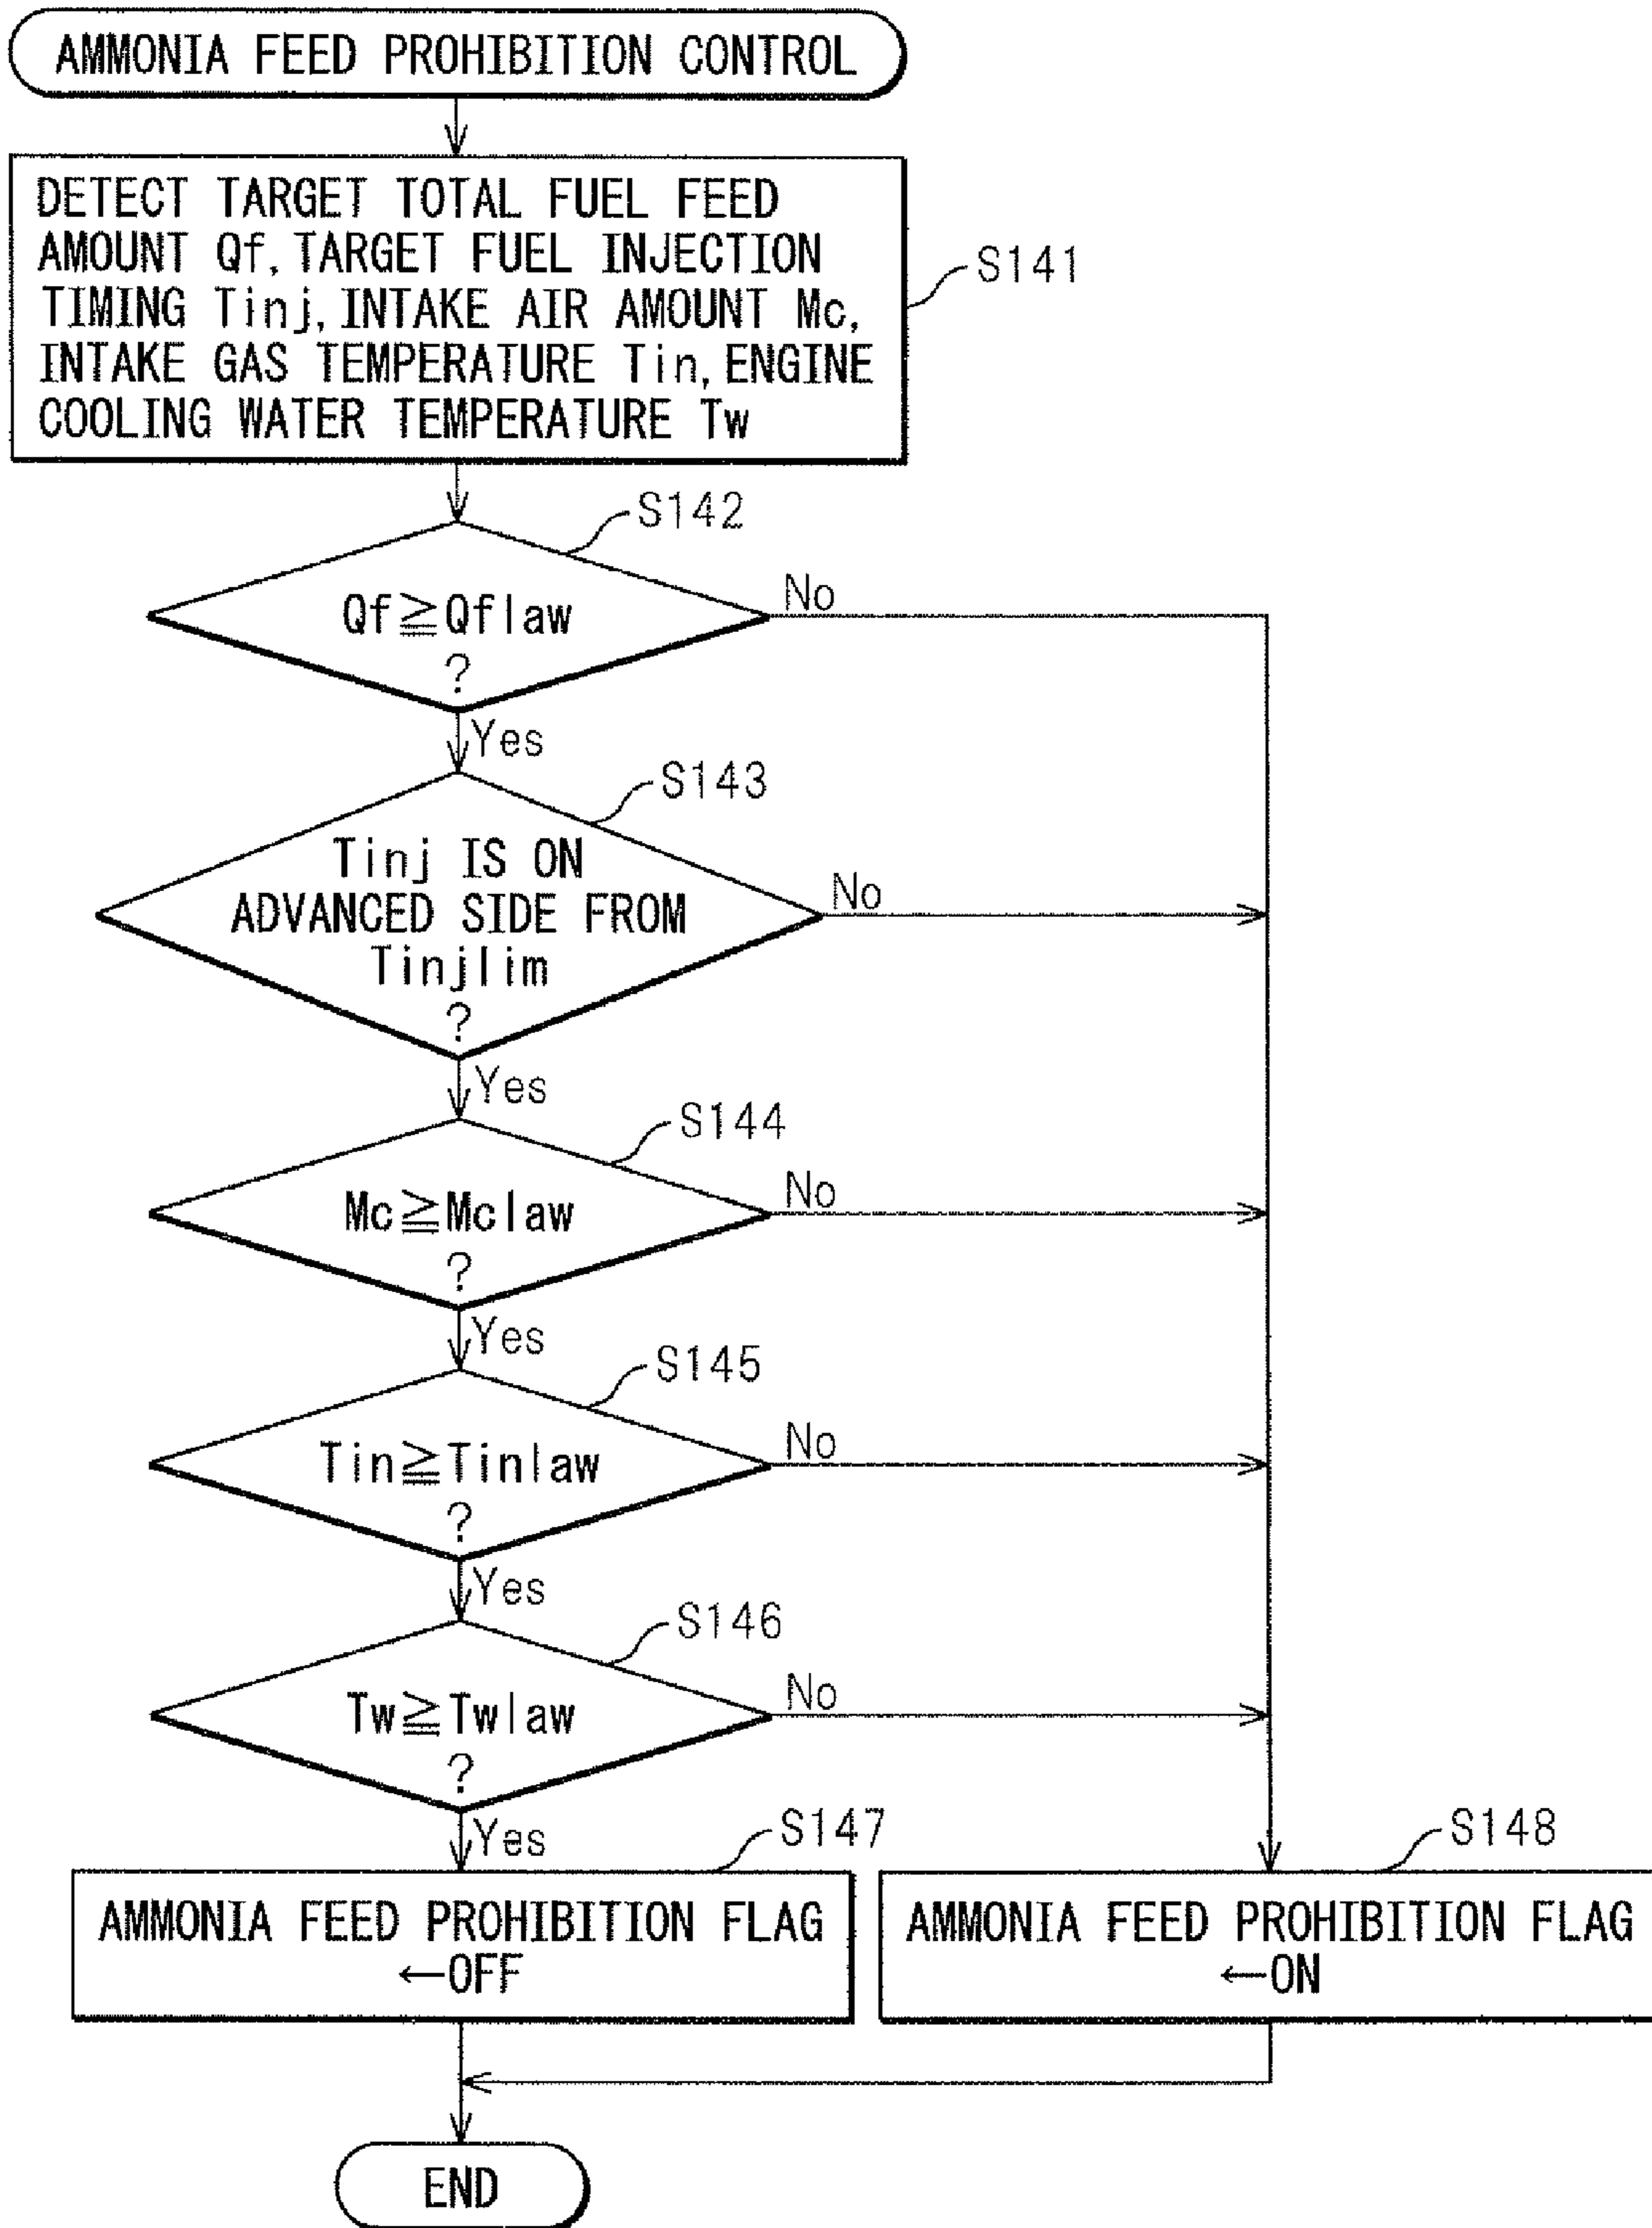 AMMONIA FEED PROHIBITION CONTROL
DETECT TARGET TOTAL FUEL FEED
AMOUNT Qf, TARGET FUEL INJECTION
TIMING Tinj, INTAKE AIR AMOUNT Mc,
INTAKE GAS TEMPERATURE Tin, ENGINE
COOLING WATER TEMPERATURE Tw
S141
S142
Qf≧Qflaw
?
No
Yes
S143
Tinj IS ON
ADVANCED SIDE FROM
Tinjlim
?
No
Yes
S144
Mc≧Mclaw
?
No
Yes
S145
Tin≧Tinlaw
?
No
Yes
S146
Tw≧Twlaw
?
No
Yes
S147
AMMONIA FEED PROHIBITION FLAG
←OFF
S148
AMMONIA FEED PROHIBITION FLAG
←ON
END